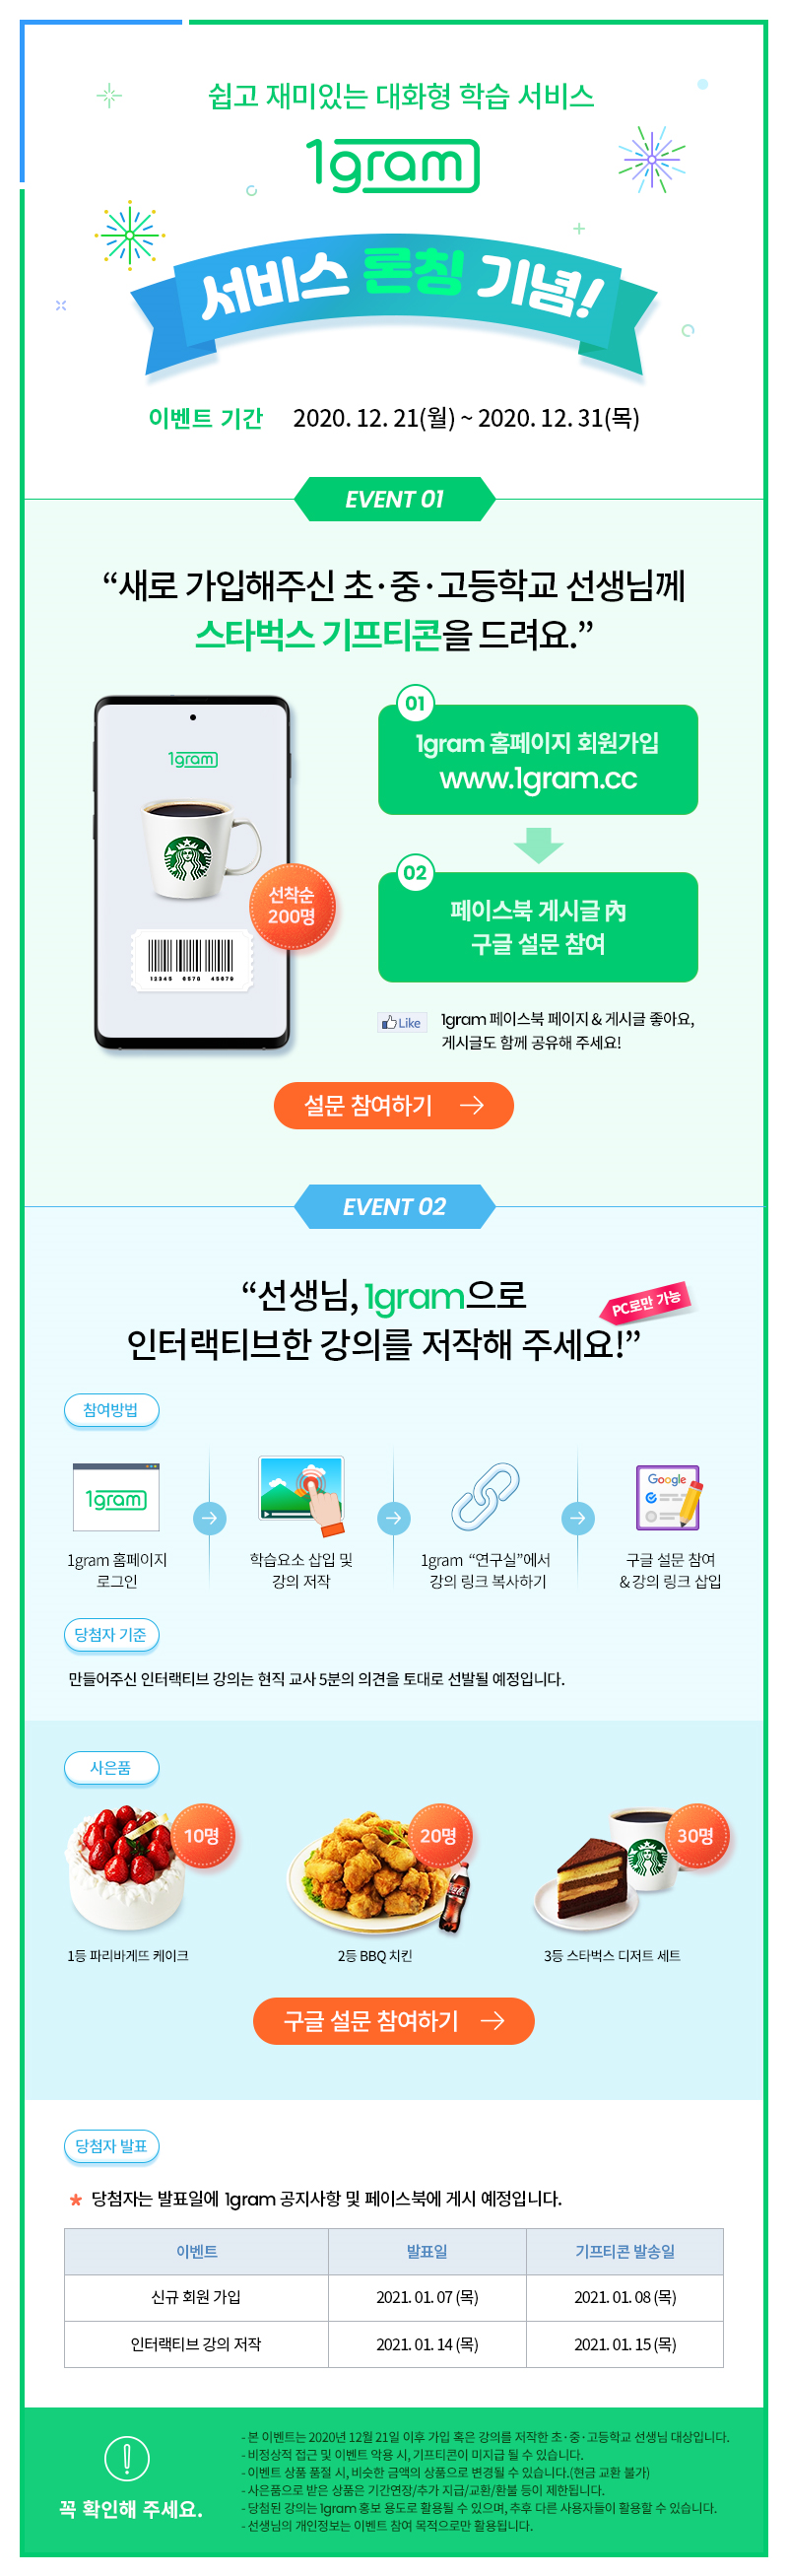 쉽고 재미있는 대화형 학습 서비스
1gram
서비스 론칭 기념!
이벤트 기간 2020. 12. 21(월) ~ 2020. 12. 31(목)
EVENT 01
“새로 가입해주신 초·중·고등학교 선생님께
스타벅스 기프티콘을 드려요.”
1gram
선착순
200명
12345 6570 45678
01
1gram 홈페이지 회원가입
www.1gram.cc
02
페이스북 게시글 內
구글 설문 참여
Like
1gram 페이스북 페이지 & 게시글 좋아요,
게시글도 함께 공유해 주세요!
설문 참여하기
EVENT 02
“선생님, 1gram으로
PC로만 가능
인터랙티브한 강의를 저작해 주세요!”
참여방법
1gram
Google
1gram 홈페이지
로그인
학습요소 삽입 및
강의 저작
1gram “연구실”에서
강의 링크 복사하기
구글 설문 참여
& 강의 링크 삽입
당첨자 기준
만들어주신 인터랙티브 강의는 현직 교사 5분의 의견을 토대로 선발될 예정입니다.
사은품
10명
20명
30명
1등 파리바게뜨 케이크
2등 BBQ 치킨
3등 스타벅스 디저트 세트
구글 설문 참여하기
당첨자 발표
* 당첨자는 발표일에 1gram 공지사항 및 페이스북에 게시 예정입니다.
이벤트 발표일 기프티콘 발송일
신규 회원 가입 2021. 01. 07 (목) 2021. 01. 08 (목)
인터랙티브 강의 저작 2021. 01. 14 (목) 2021. 01. 15 (목)
꼭 확인해 주세요.
- 본 이벤트는 2020년 12월 21일 이후 가입 혹은 강의를 저작한 초·중·고등학교 선생님 대상입니다.
- 비정상적 접근 및 이벤트 악용 시, 기프티콘이 미지급 될 수 있습니다.
- 이벤트 상품 품절 시, 비슷한 금액의 상품으로 변경될 수 있습니다.(현금 교환 불가)
- 사은품으로 받은 상품은 기간연장/추가 지급/교환/환불 등이 제한됩니다.
- 당첨된 강의는 1gram 홍보 용도로 활용될 수 있으며, 추후 다른 사용자들이 활용할 수 있습니다.
- 선생님의 개인정보는 이벤트 참여 목적으로만 활용됩니다.